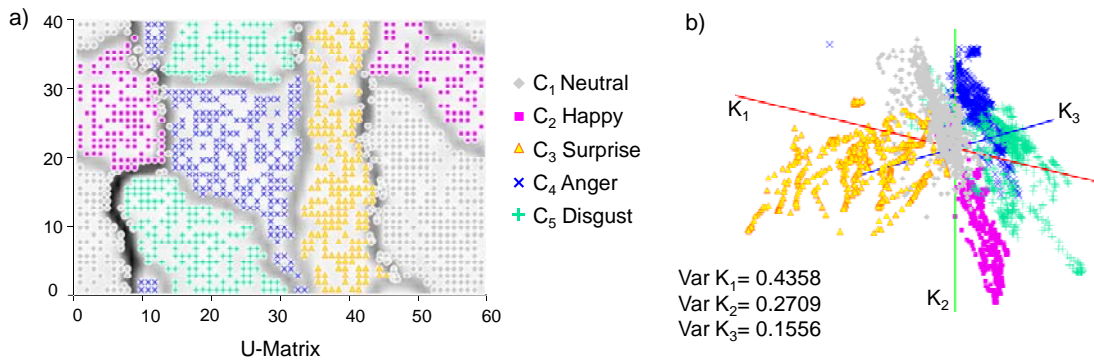 a)
40
30
20
10
0
0 10 20 30 40 50 60
U-Matrix
C₁ Neutral
C₂ Happy
C₃ Surprise
C₄ Anger
C₅ Disgust
b)
K₁
K₃
K₂
Var K₁= 0.4358
Var K₂= 0.2709
Var K₃= 0.1556